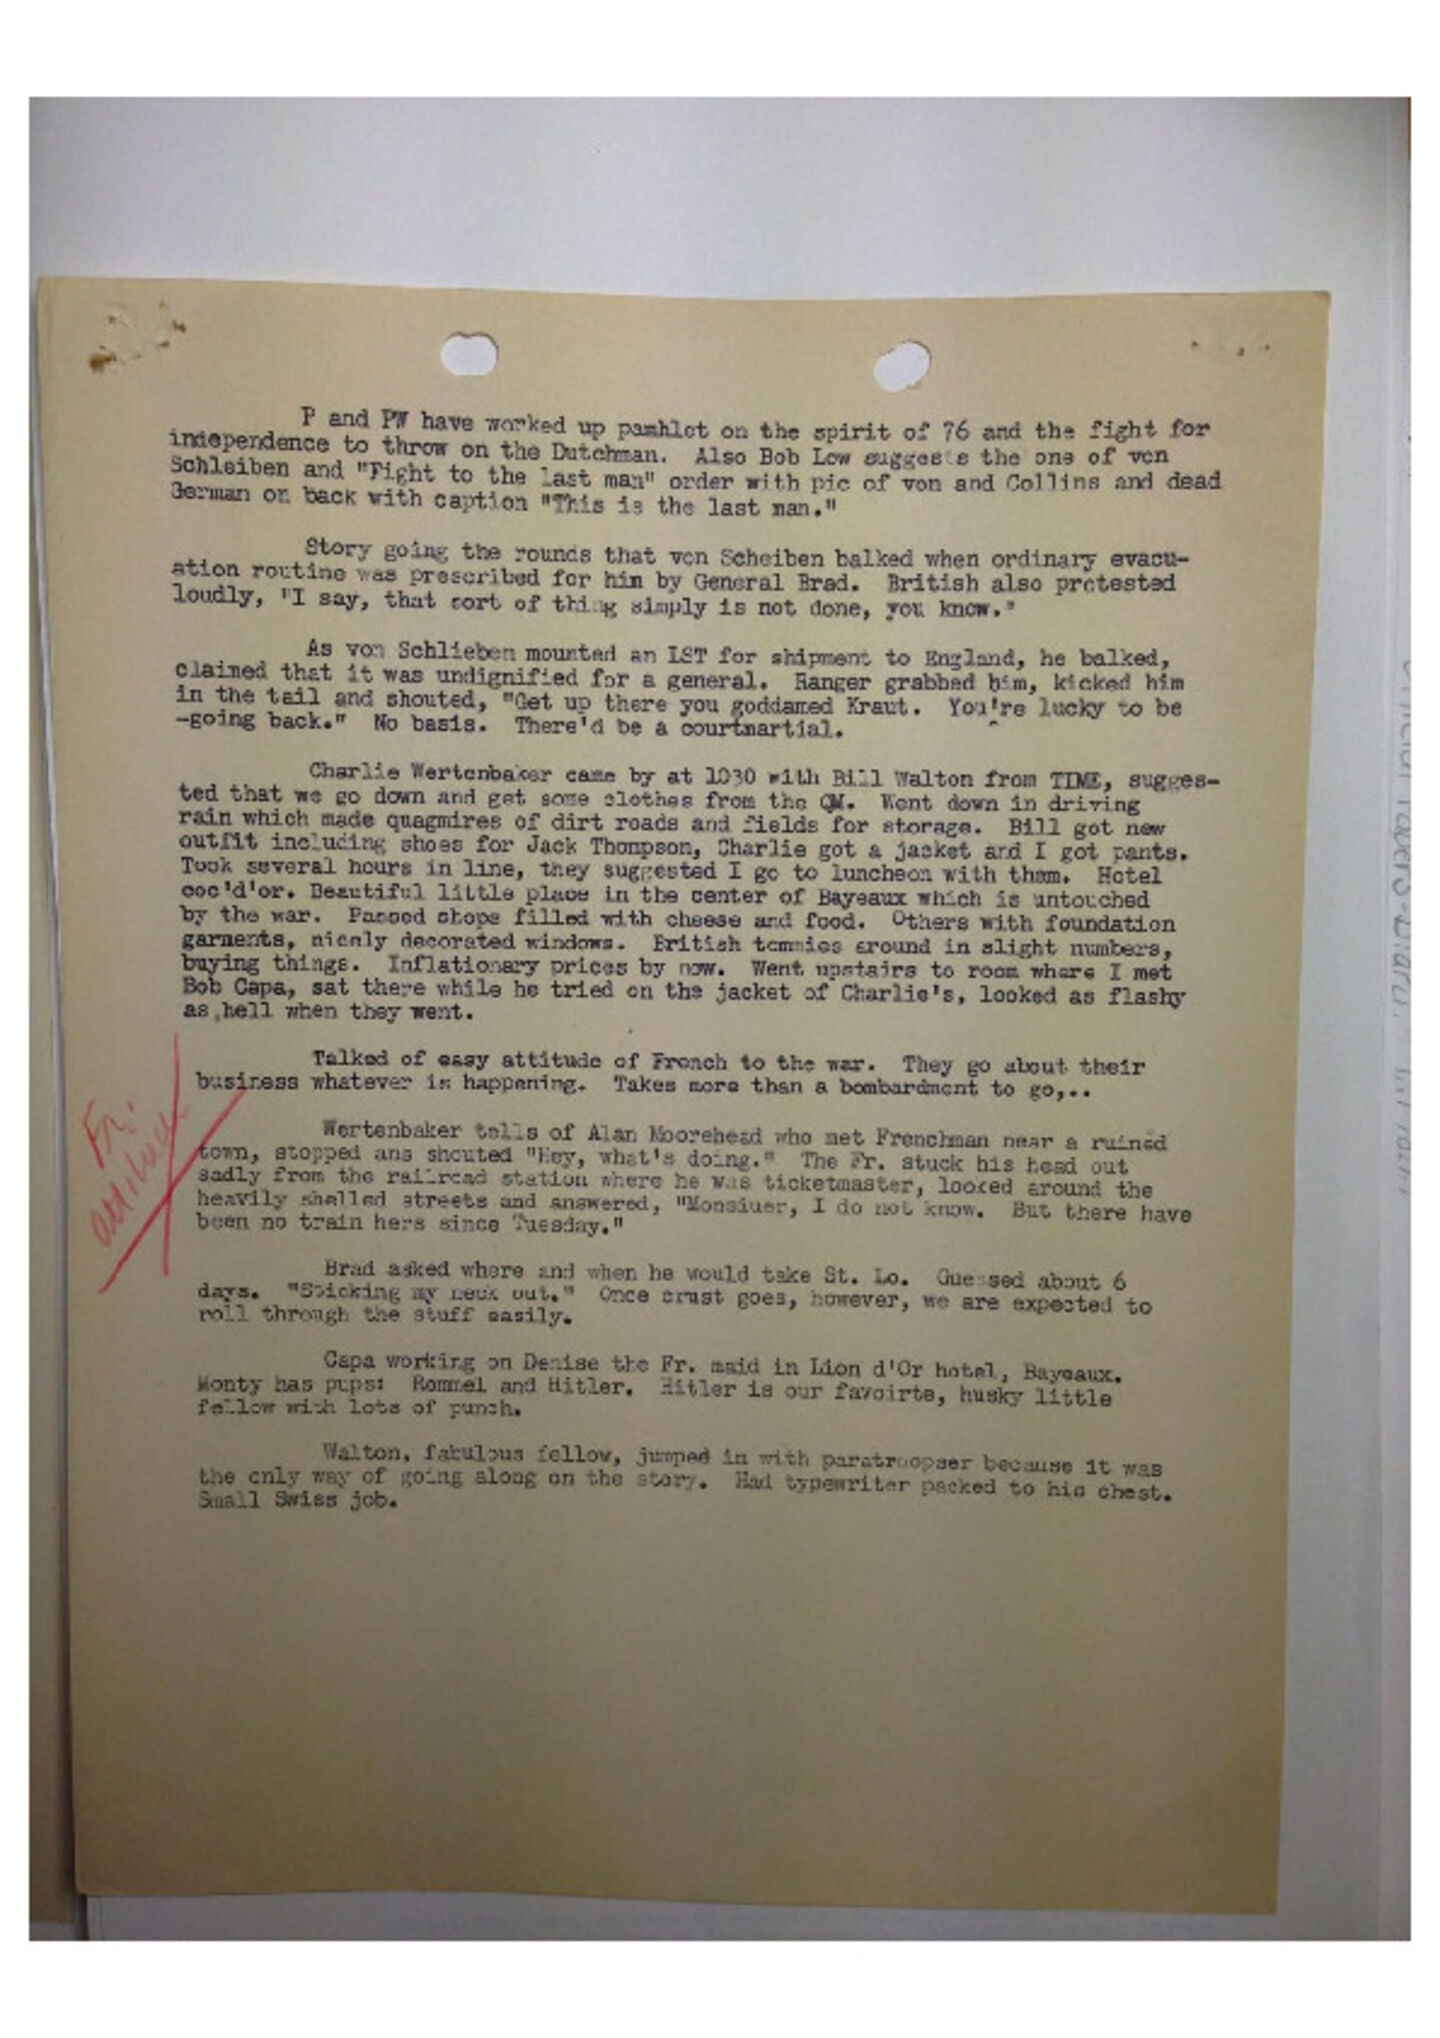 P and PW have worked up pamhlet on the spirit of 76 and the fight for
independence to throw on the Dutchman. Also Bob Low suggests the one of von
Schleiben and "Fight to the last man" order with pic of von and Collins and dead
German on back with caption "This is the last man."
Story going the rounds that von Scheiben balked when ordinary evacu-
ation routine was prescribed for him by General Brad. British also protested
loudly, "I say, that sort of thing simply is not done, you know."
As von Schlieben mounted an LST for shipment to England, he balked,
claimed that it was undignified for a general. Ranger grabbed him, kicked him
in the tail and shouted, "Get up there you goddamed Kraut. You're lucky to be
-going back." No basis. There'd be a courtmartial.
Charlie Wertenbaker came by at 1030 with Bill Walton from TIME, sugges-
ted that we go down and get some clothes from the QM. Went down in driving
rain which made quagmires of dirt roads and fields for storage. Bill got new
outfit including shoes for Jack Thompson, Charlie got a jacket and I got pants.
Took several hours in line, they suggested I go to luncheon with them. Hotel
coc'd'or. Beautiful little place in the center of Bayeaux which is untouched
by the war. Passed shops filled with cheese and food. Others with foundation
garments, nicely decorated windows. British tommies around in slight numbers,
buying things. Inflationary prices by now. Went upstairs to room where I met
Bob Capa, sat there while he tried on the jacket of Charlie's, looked as flashy
as hell when they went.
Talked of easy attitude of French to the war. They go about their
business whatever is happening. Takes more than a bombardment to go,..
Fr.
attitude
Wertenbaker tells of Alan Moorehead who met Frenchman near a ruined
town, stopped ans shouted "Hey, what's doing." The Fr. stuck his head out
sadly from the railroad station where he was ticketmaster, looked around the
heavily shelled streets and answered, "Monsiuer, I do not know. But there have
been no train hers since Tuesday."
Brad asked where and when he would take St. Lo. Guessed about 6
days. "Sticking my neck out." Once crust goes, however, we are expected to
roll through the stuff easily.
Capa working on Denise the Fr. maid in Lion d'Or hotel, Bayeaux.
Monty has pups: Rommel and Hitler. Hitler is our favoirte, husky little
fellow with lots of punch.
Walton, fabulous fellow, jumped in with paratroopser because it was
the only way of going along on the story. Had typewriter packed to his chest.
Small Swiss job.